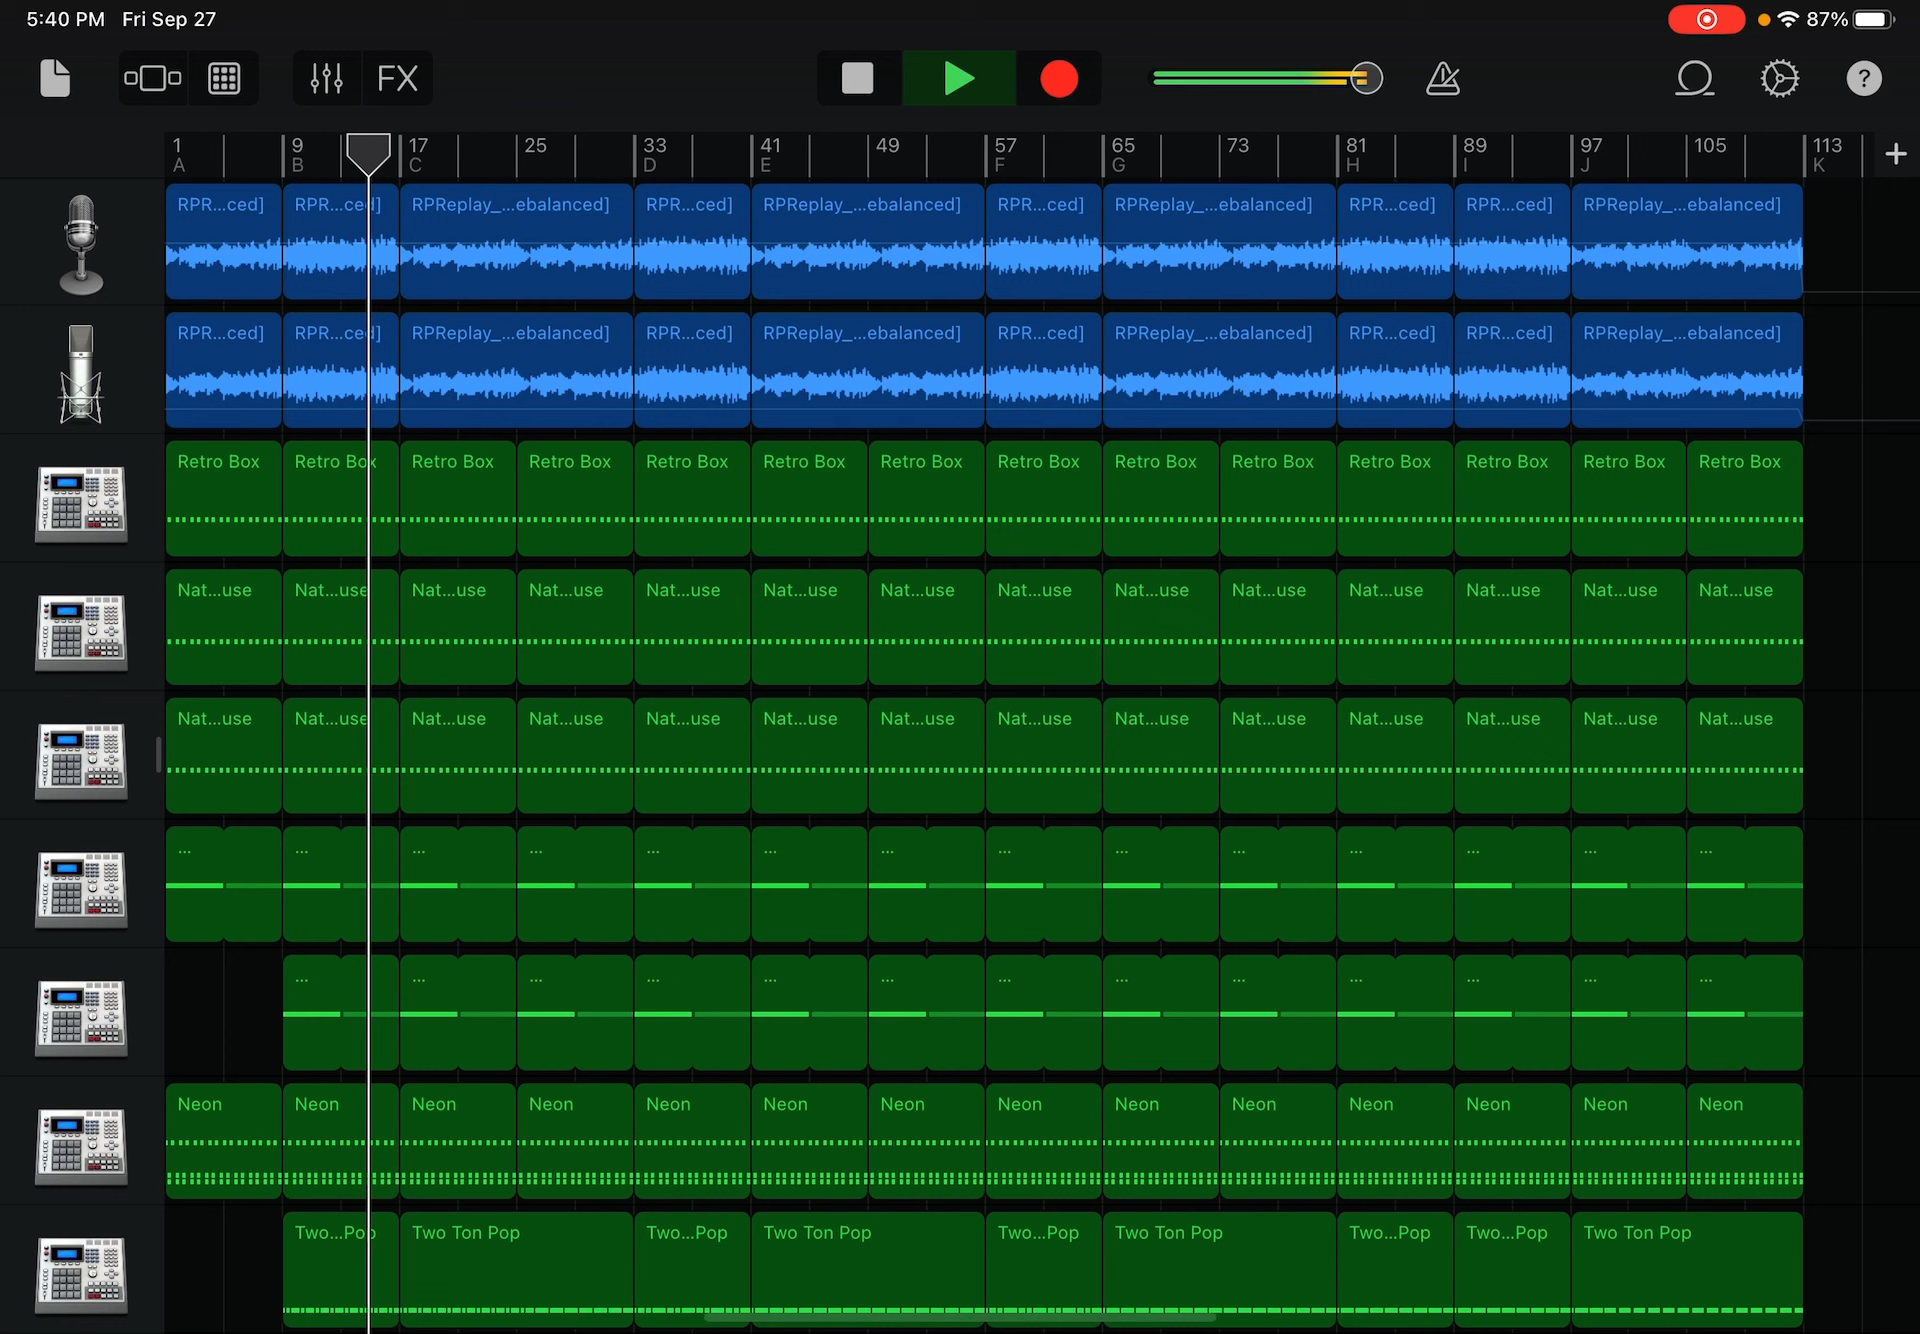 5:40 PM Fri Sep 27 87%
FX ?
1 9 17 25 33 41 49 57 65 73 81 89 97 105 113 +
A B C D E F G H I J K
RPR...ced] RPR...ced] RPReplay_...ebalanced] RPR...ced] RPReplay_...ebalanced] RPR...ced] RPReplay_...ebalanced] RPR...ced] RPR...ced] RPReplay_...ebalanced]
RPR...ced] RPR...ced] RPReplay_...ebalanced] RPR...ced] RPReplay_...ebalanced] RPR...ced] RPReplay_...ebalanced] RPR...ced] RPR...ced] RPReplay_...ebalanced]
Retro Box Retro Box Retro Box Retro Box Retro Box Retro Box Retro Box Retro Box Retro Box Retro Box Retro Box Retro Box Retro Box Retro Box
Nat...use Nat...use Nat...use Nat...use Nat...use Nat...use Nat...use Nat...use Nat...use Nat...use Nat...use Nat...use Nat...use Nat...use
Nat...use Nat...use Nat...use Nat...use Nat...use Nat...use Nat...use Nat...use Nat...use Nat...use Nat...use Nat...use Nat...use Nat...use
... ... ... ... ... ... ... ... ... ... ... ... ... ...
... ... ... ... ... ... ... ... ... ... ... ... ...
Neon Neon Neon Neon Neon Neon Neon Neon Neon Neon Neon Neon Neon Neon
Two...Pop Two Ton Pop Two...Pop Two Ton Pop Two...Pop Two Ton Pop Two...Pop Two...Pop Two Ton Pop